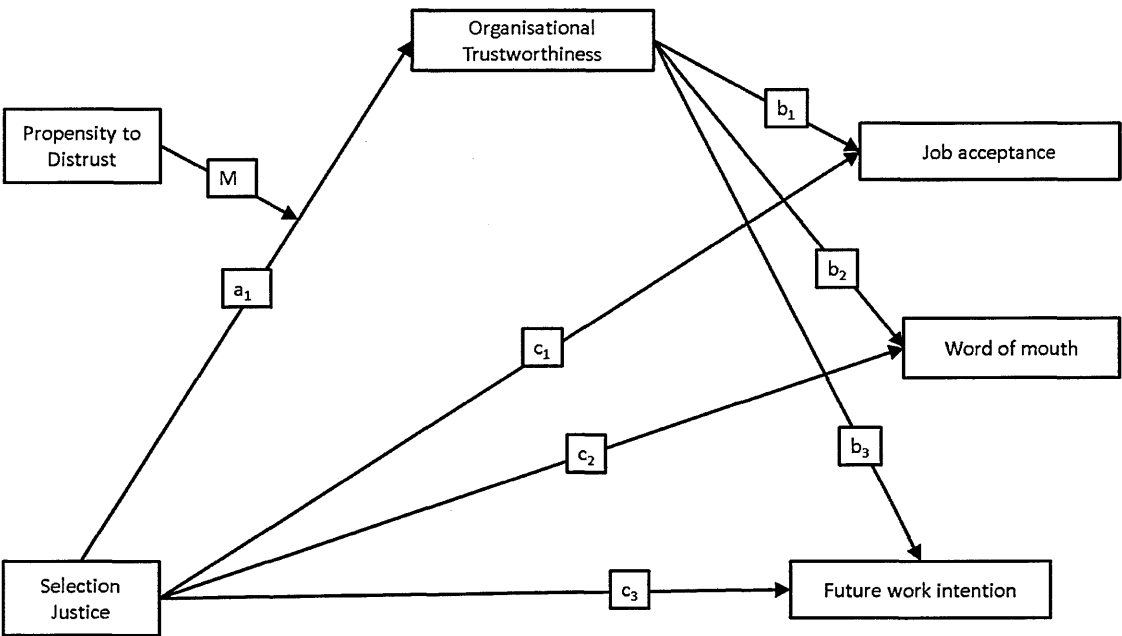 Organisational
Trustworthiness
b₁
Propensity to
Distrust
Job acceptance
M
b₂
a₁
c₁
Word of mouth
b₃
c₂
Selection
Justice
c₃
Future work intention